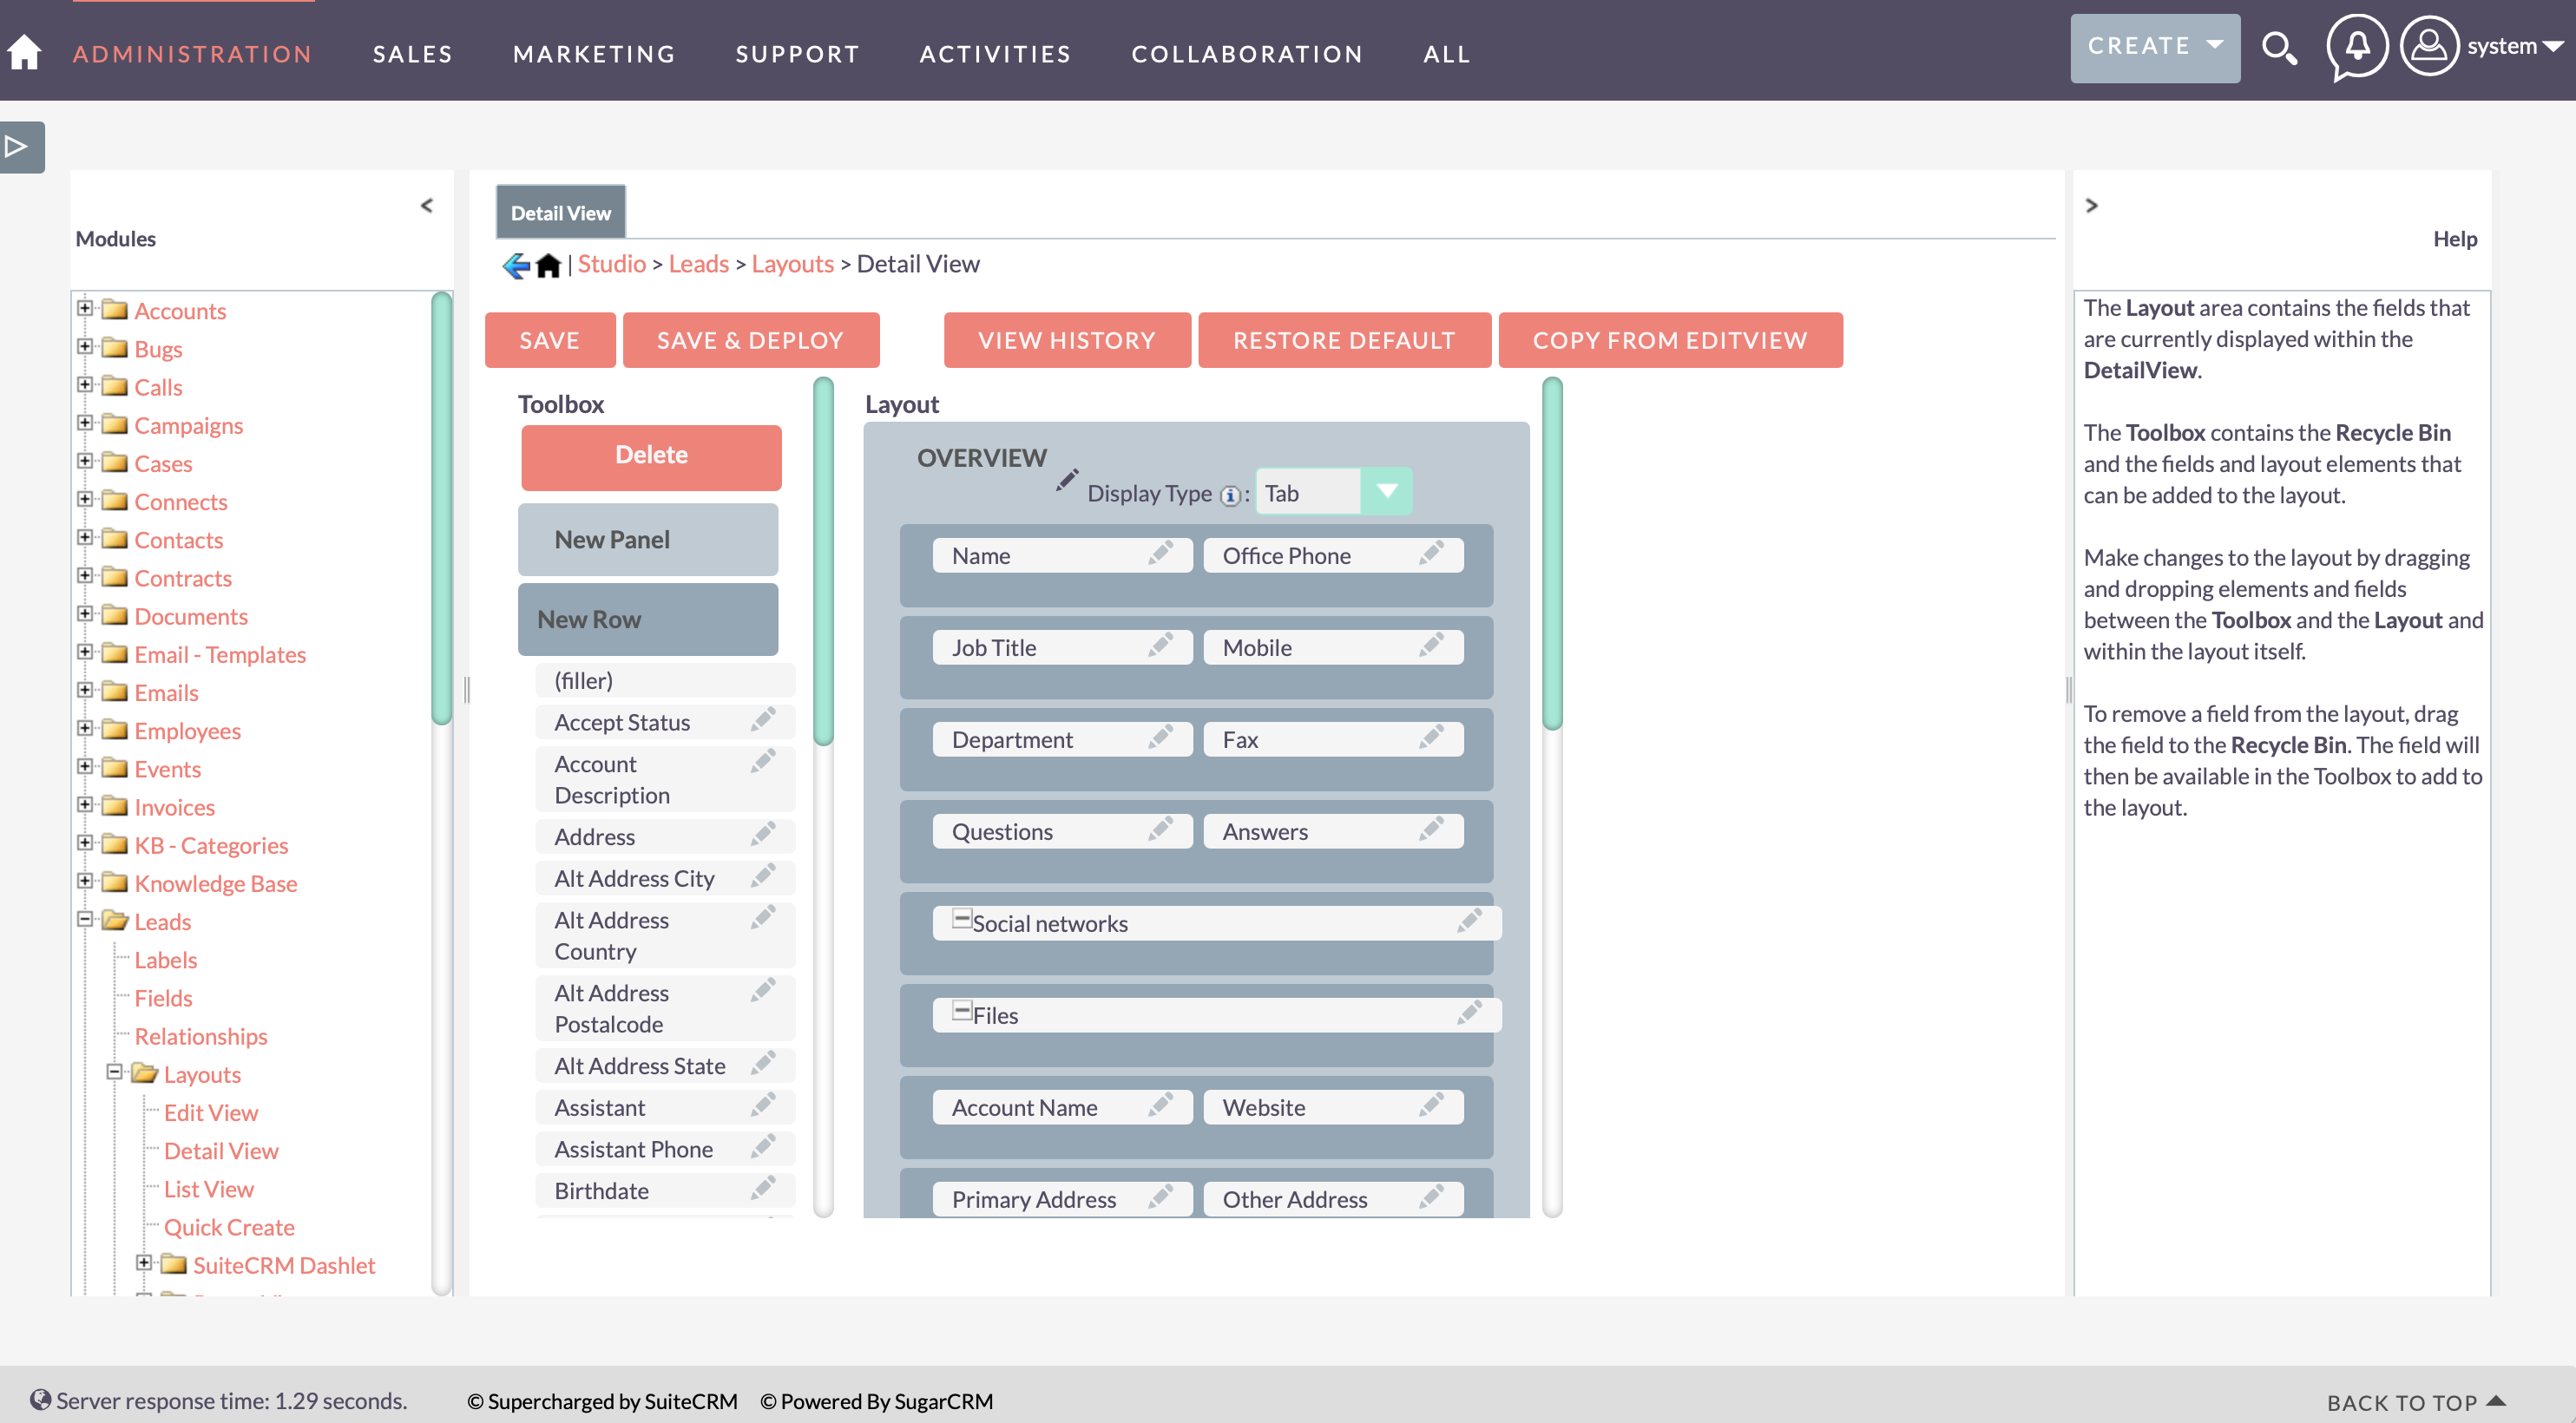 ADMINISTRATION SALES MARKETING SUPPORT ACTIVITIES COLLABORATION ALL CREATE system
Modules
Accounts
Bugs
Calls
Campaigns
Cases
Connects
Contacts
Contracts
Documents
Email - Templates
Emails
Employees
Events
Invoices
KB - Categories
Knowledge Base
Leads
Labels
Fields
Relationships
Layouts
Edit View
Detail View
List View
Quick Create
SuiteCRM Dashlet
Detail View
| Studio > Leads > Layouts > Detail View
SAVE SAVE & DEPLOY VIEW HISTORY RESTORE DEFAULT COPY FROM EDITVIEW
Toolbox
Delete
New Panel
New Row
(filler)
Accept Status
Account
Description
Address
Alt Address City
Alt Address
Country
Alt Address
Postalcode
Alt Address State
Assistant
Assistant Phone
Birthdate
Layout
OVERVIEW
Display Type i : Tab
Name Office Phone
Job Title Mobile
Department Fax
Questions Answers
Social networks
Files
Account Name Website
Primary Address Other Address
Help
The Layout area contains the fields that
are currently displayed within the
DetailView.
The Toolbox contains the Recycle Bin
and the fields and layout elements that
can be added to the layout.
Make changes to the layout by dragging
and dropping elements and fields
between the Toolbox and the Layout and
within the layout itself.
To remove a field from the layout, drag
the field to the Recycle Bin. The field will
then be available in the Toolbox to add to
the layout.
Server response time: 1.29 seconds. © Supercharged by SuiteCRM © Powered By SugarCRM BACK TO TOP